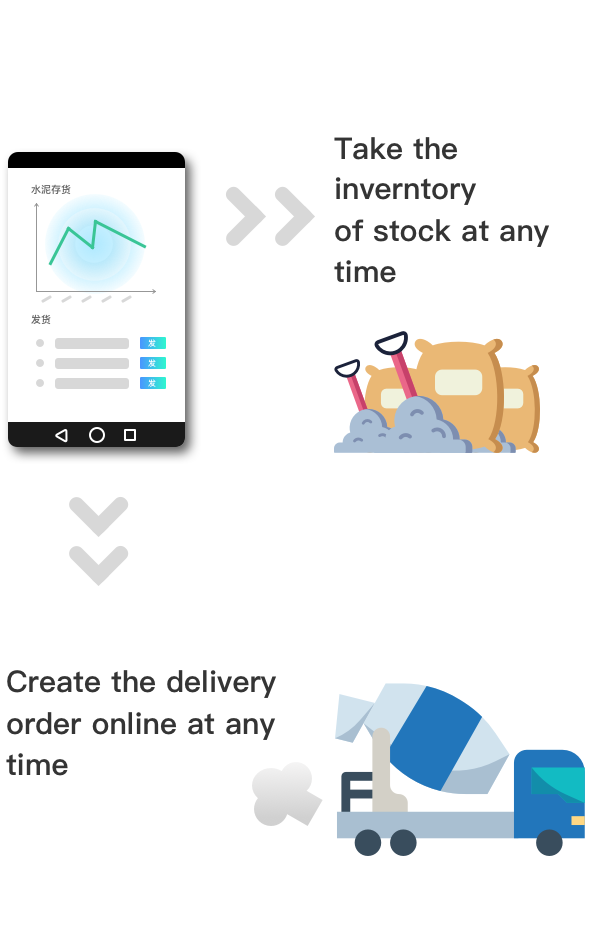 水泥存货
发货
发
发
发
Take the
inverntory
of stock at any
time
Create the delivery
order online at any
time